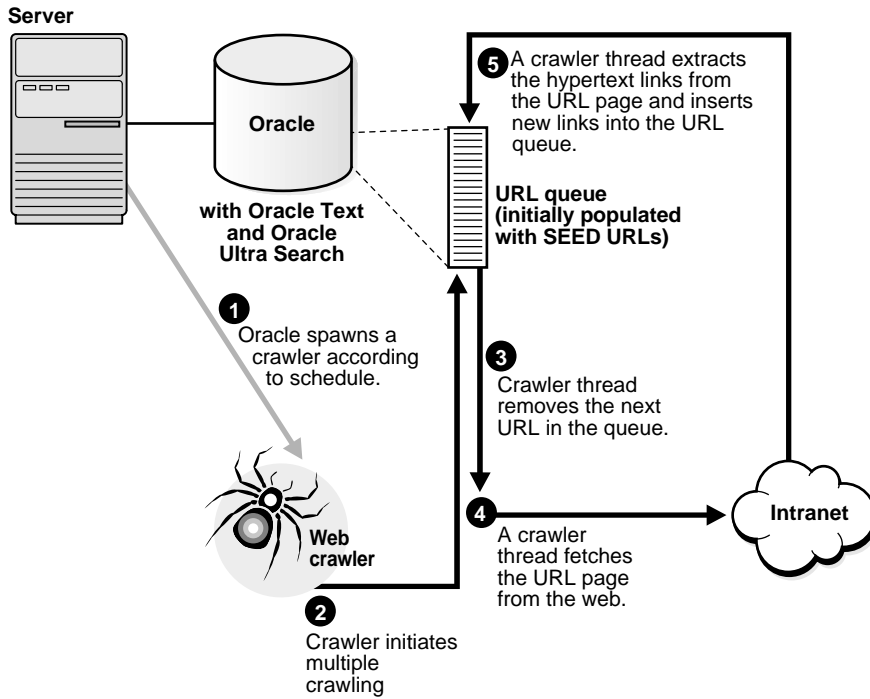 Server
Oracle
with Oracle Text
and Oracle
Ultra Search
5
A crawler thread extracts
the hypertext links from
the URL page and inserts
new links into the URL
queue.
URL queue
(initially populated
with SEED URLs)
1
Oracle spawns a
crawler according
to schedule.
3
Crawler thread
removes the next
URL in the queue.
Web
crawler
2
Crawler initiates
multiple
crawling
4
A crawler
thread fetches
the URL page
from the web.
Intranet